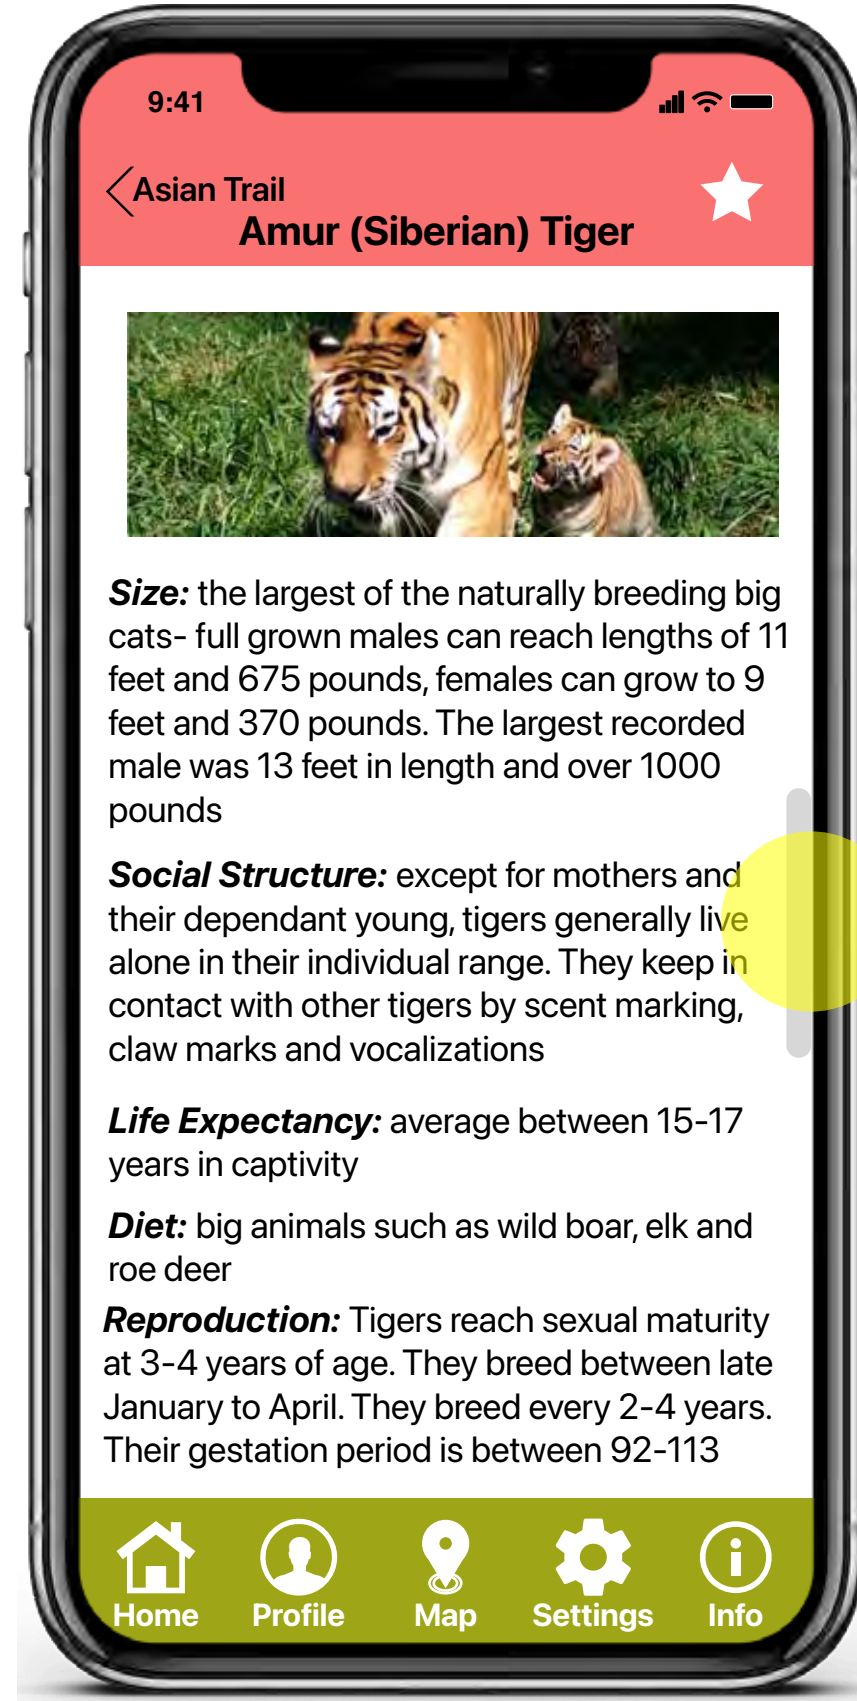 9:41
Asian Trail
Amur (Siberian) Tiger
Size: the largest of the naturally breeding big
cats- full grown males can reach lengths of 11
feet and 675 pounds, females can grow to 9
feet and 370 pounds. The largest recorded
male was 13 feet in length and over 1000
pounds
Social Structure: except for mothers and
their dependant young, tigers generally live
alone in their individual range. They keep in
contact with other tigers by scent marking,
claw marks and vocalizations
Life Expectancy: average between 15-17
years in captivity
Diet: big animals such as wild boar, elk and
roe deer
Reproduction: Tigers reach sexual maturity
at 3-4 years of age. They breed between late
January to April. They breed every 2-4 years.
Their gestation period is between 92-113
Home Profile Map Settings Info